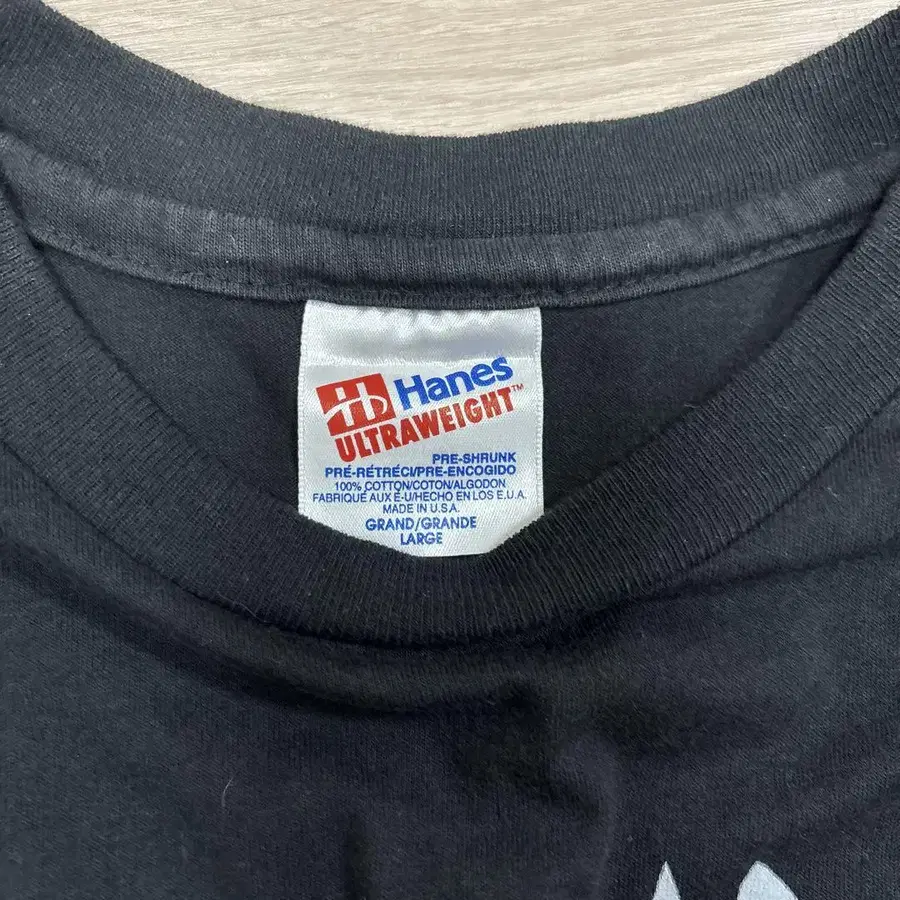 Hanes
ULTRAWEIGHT™
PRE-SHRUNK
PRÉ-RÉTRÉCI/PRE-ENCOGIDO
100% COTTON/COTON/ALGODON
FABRIQUÉ AUX É-U/HECHO EN LOS E.U.A.
MADE IN U.S.A.
GRAND/GRANDE
LARGE